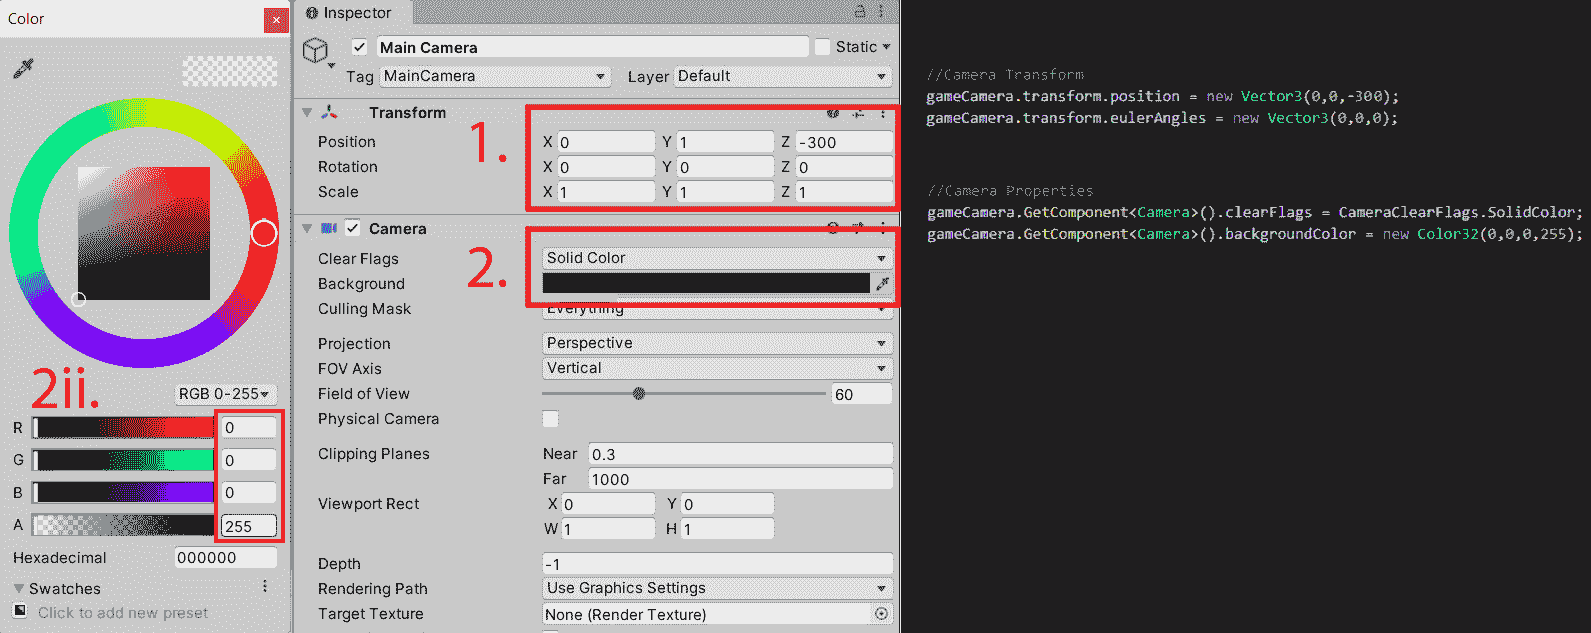 Color
RGB 0-255
2ii.
R 0
G 0
B 0
A 255
Hexadecimal 000000
Swatches
Click to add new preset
Inspector
Main Camera Static
Tag MainCamera Layer Default
Transform
1.
Position X 0 Y 1 Z -300
Rotation X 0 Y 0 Z 0
Scale X 1 Y 1 Z 1
Camera
2.
Clear Flags Solid Color
Background
Culling Mask Everything
Projection Perspective
FOV Axis Vertical
Field of View 60
Physical Camera
Clipping Planes Near 0.3
Far 1000
Viewport Rect X 0 Y 0
W 1 H 1
Depth -1
Rendering Path Use Graphics Settings
Target Texture None (Render Texture)
//Camera Transform
gameCamera.transform.position = new Vector3(0,0,-300);
gameCamera.transform.eulerAngles = new Vector3(0,0,0);
//Camera Properties
gameCamera.GetComponent<Camera>().clearFlags = CameraClearFlags.SolidColor;
gameCamera.GetComponent<Camera>().backgroundColor = new Color32(0,0,0,255);